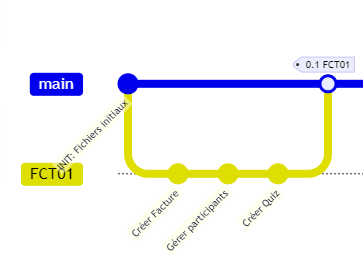 0.1 FCT01
main
INIT: Fichiers initiaux
FCT01
Créer Facture
Gérer participants
Créer Quiz